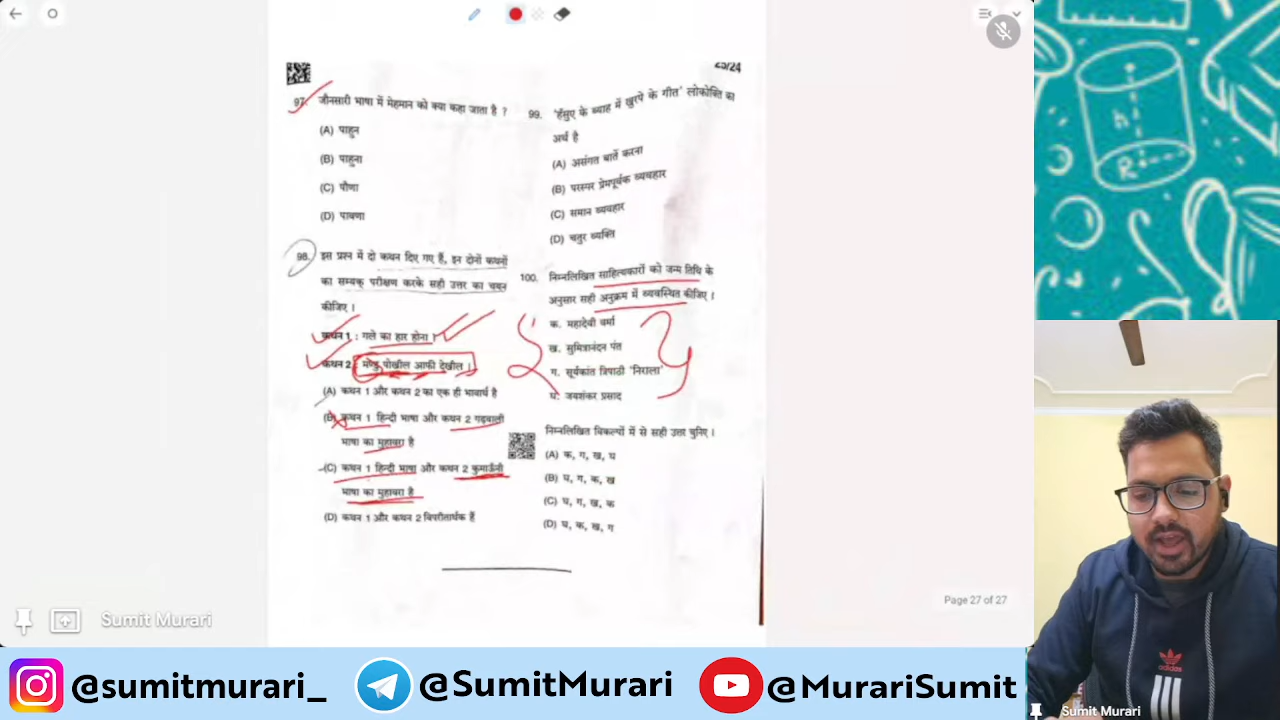 25/24
97. जौनसारी भाषा में मेहमान को क्या कहा जाता है ?
(A) पाहुन
(B) पाहुना
(C) पौणा
(D) पावणा
98. इस प्रश्न में दो कथन दिए गए हैं, इन दोनों कथनों
का सम्यक् परीक्षण करके सही उत्तर का चयन
कीजिए ।
कथन 1 : गले का हार होना ।
कथन 2 : मेण्डु पोखील आफी देखील ।
(A) कथन 1 और कथन 2 का एक ही भावार्थ है
(B) कथन 1 हिन्दी भाषा और कथन 2 गढ़वाली
भाषा का मुहावरा है
(C) कथन 1 हिन्दी भाषा और कथन 2 कुमाऊँनी
भाषा का मुहावरा है
(D) कथन 1 और कथन 2 विपरीतार्थक हैं
99. 'हँसुए के ब्याह में खुरपे के गीत' लोकोक्ति का
अर्थ है
(A) असंगत बातें करना
(B) परस्पर प्रेमपूर्वक व्यवहार
(C) समान व्यवहार
(D) चतुर व्यक्ति
100. निम्नलिखित साहित्यकारों को जन्म तिथि के
अनुसार सही अनुक्रम में व्यवस्थित कीजिए ।
क. महादेवी वर्मा
ख. सुमित्रानंदन पंत
ग. सूर्यकांत त्रिपाठी 'निराला'
घ. जयशंकर प्रसाद
निम्नलिखित विकल्पों में से सही उत्तर चुनिए ।
(A) क, ग, ख, घ
(B) घ, ग, क, ख
(C) घ, ग, ख, क
(D) घ, क, ख, ग
Page 27 of 27
Sumit Murari
h
R
adidas
Sumit Murari
@sumitmurari_
@SumitMurari
@MurariSumit